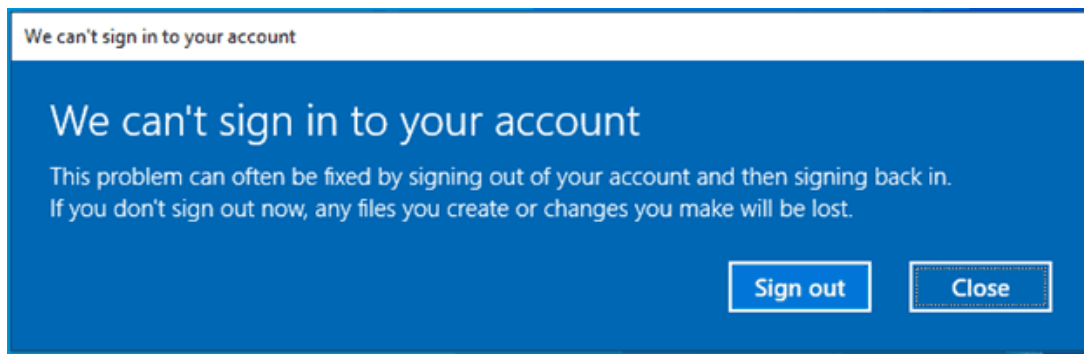 We can't sign in to your account
We can't sign in to your account
This problem can often be fixed by signing out of your account and then signing back in.
If you don't sign out now, any files you create or changes you make will be lost.
Sign out
Close